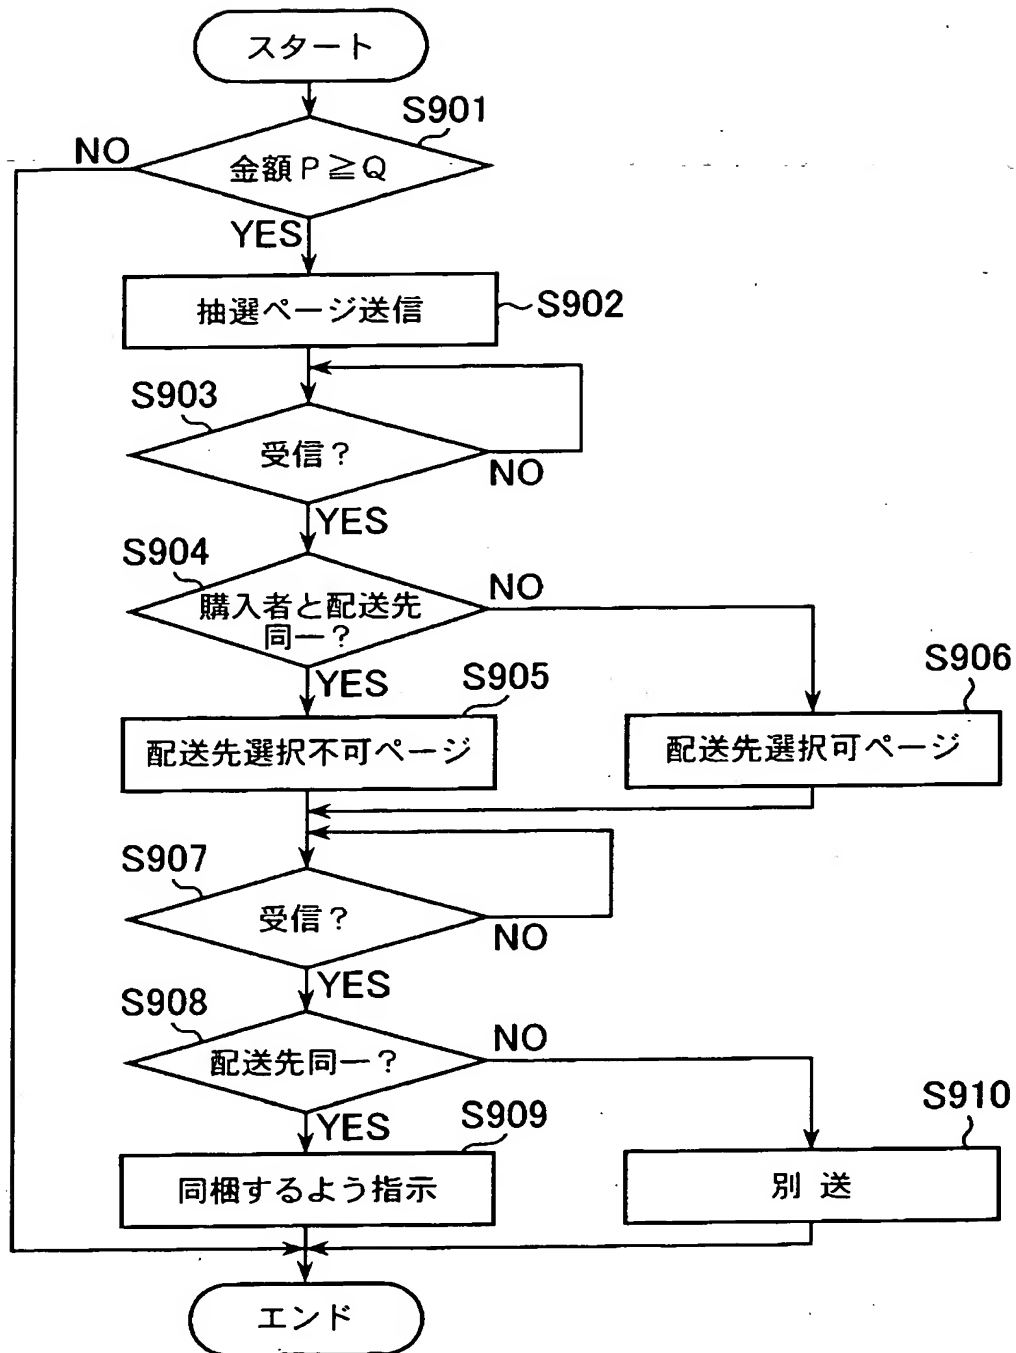 スタート
S901
NO
金額P≧Q
YES
抽選ページ送信
S902
S903
受信?
NO
YES
S904
NO
購入者と配送先
同一?
YES
S905
S906
配送先選択不可ページ
配送先選択可ページ
S907
受信?
NO
YES
S908
NO
配送先同一?
YES
S909
S910
同梱するよう指示
別 送
エンド